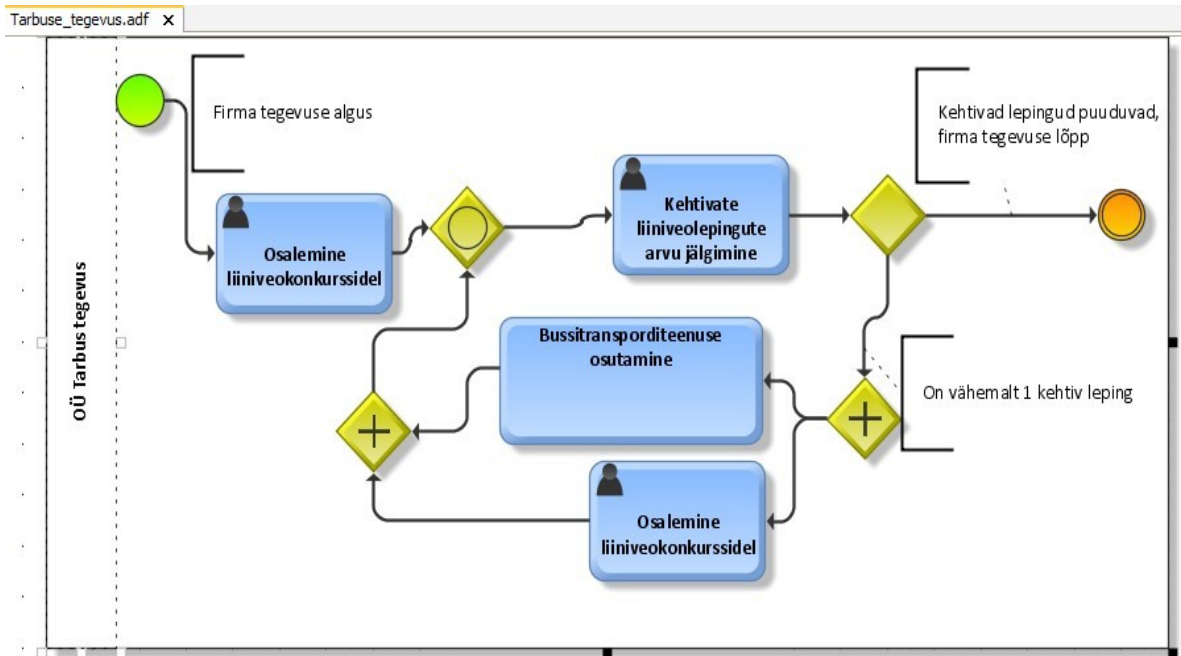 Tarbuse_tegevus.adf
OÜ Tarbus tegevus
Firma tegevuse algus
Osalemine
liiniveokonkurssidel
Kehtivate
liiniveolepingute
arvu jälgimine
Kehtivad lepingud puuduvad,
firma tegevuse lõpp
Bussitransporditeenuse
osutamine
On vähemalt 1 kehtiv leping
Osalemine
liiniveokonkurssidel